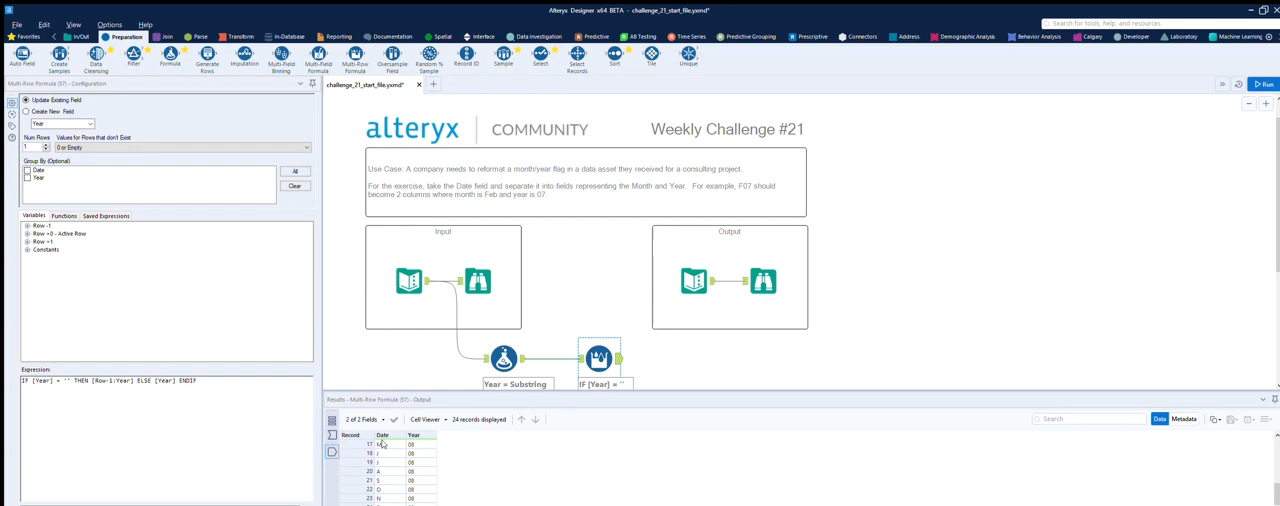 Alteryx Designer x64 BETA - challenge_21_start_file.yxmd*
File Edit View Options Help
Search for tools, help, and resources
Favorites In/Out Preparation Join Parse Transform In-Database Reporting Documentation Spatial Interface Data Investigation Predictive AB Testing Time Series Predictive Grouping Prescriptive Connectors Address Demographic Analysis Behavior Analysis Calgary Developer Laboratory Machine Learning
Auto Field Create Samples Data Cleansing Filter Formula Generate Rows Imputation Multi-Field Binning Multi-Field Formula Multi-Row Formula Oversample Field Random % Sample Record ID Sample Select Select Records Sort Tile Unique
Multi-Row Formula (57) - Configuration
challenge_21_start_file.yxmd*
Run
Update Existing Field
Create New Field
Year
Num Rows Values for Rows that don't Exist
1 0 or Empty
Group By (Optional)
Date
Year
All
Clear
Variables Functions Saved Expressions
Row -1
Row +0 - Active Row
Row +1
Constants
Expression:
IF [Year] = '' THEN [Row-1:Year] ELSE [Year] ENDIF
alteryx COMMUNITY Weekly Challenge #21
Use Case: A company needs to reformat a month/year flag in a data asset they received for a consulting project.
For the exercise, take the Date field and separate it into fields representing the Month and Year. For example, F07 should
become 2 columns where month is Feb and year is 07.
Input
Output
Year = Substring
IF [Year] = ''
Results - Multi-Row Formula (57) - Output
2 of 2 Fields Cell Viewer 24 records displayed Search Data Metadata
Record Date Year
17 M 08
18 J 08
19 J 08
20 A 08
21 S 08
22 O 08
23 N 08